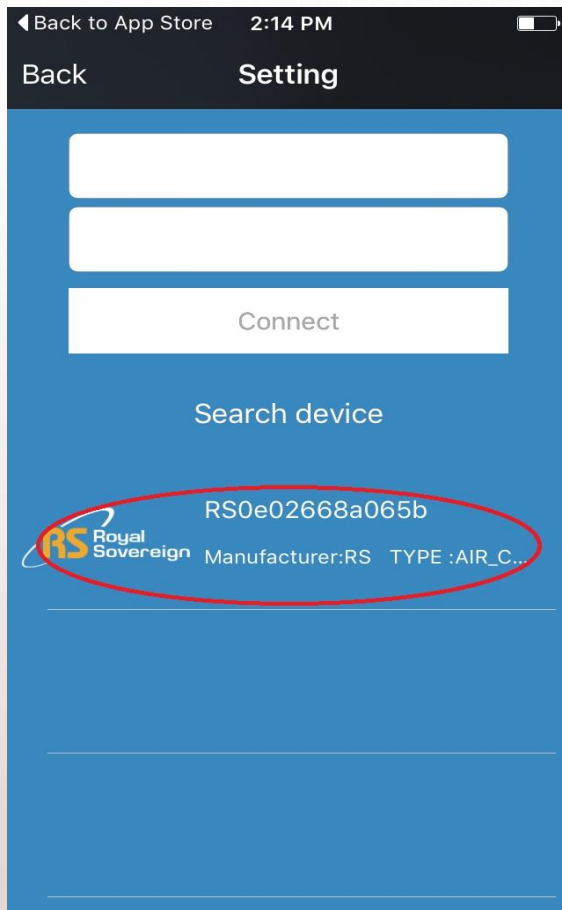 Back to App Store 2:14 PM
Back Setting
Connect
Search device
RS0e02668a065b
RS Royal Sovereign
Manufacturer:RS TYPE :AIR_C...